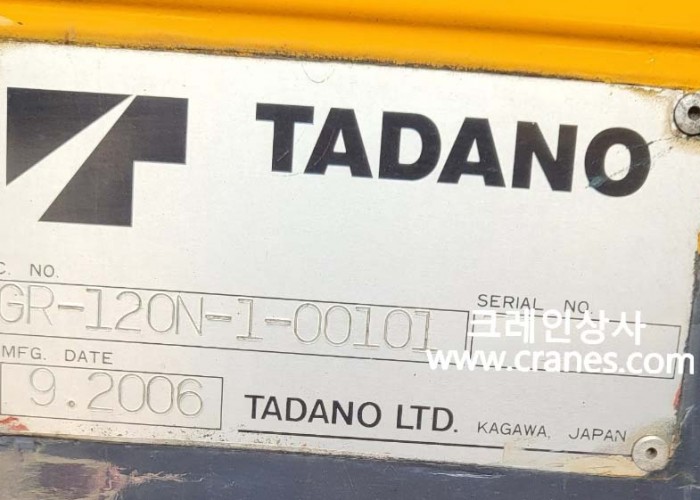 TADANO
C. NO.
GR-120N-1-00101
SERIAL NO.
크레인상사
www.cranes.com
MFG. DATE
9.2006
TADANO LTD. KAGAWA, JAPAN